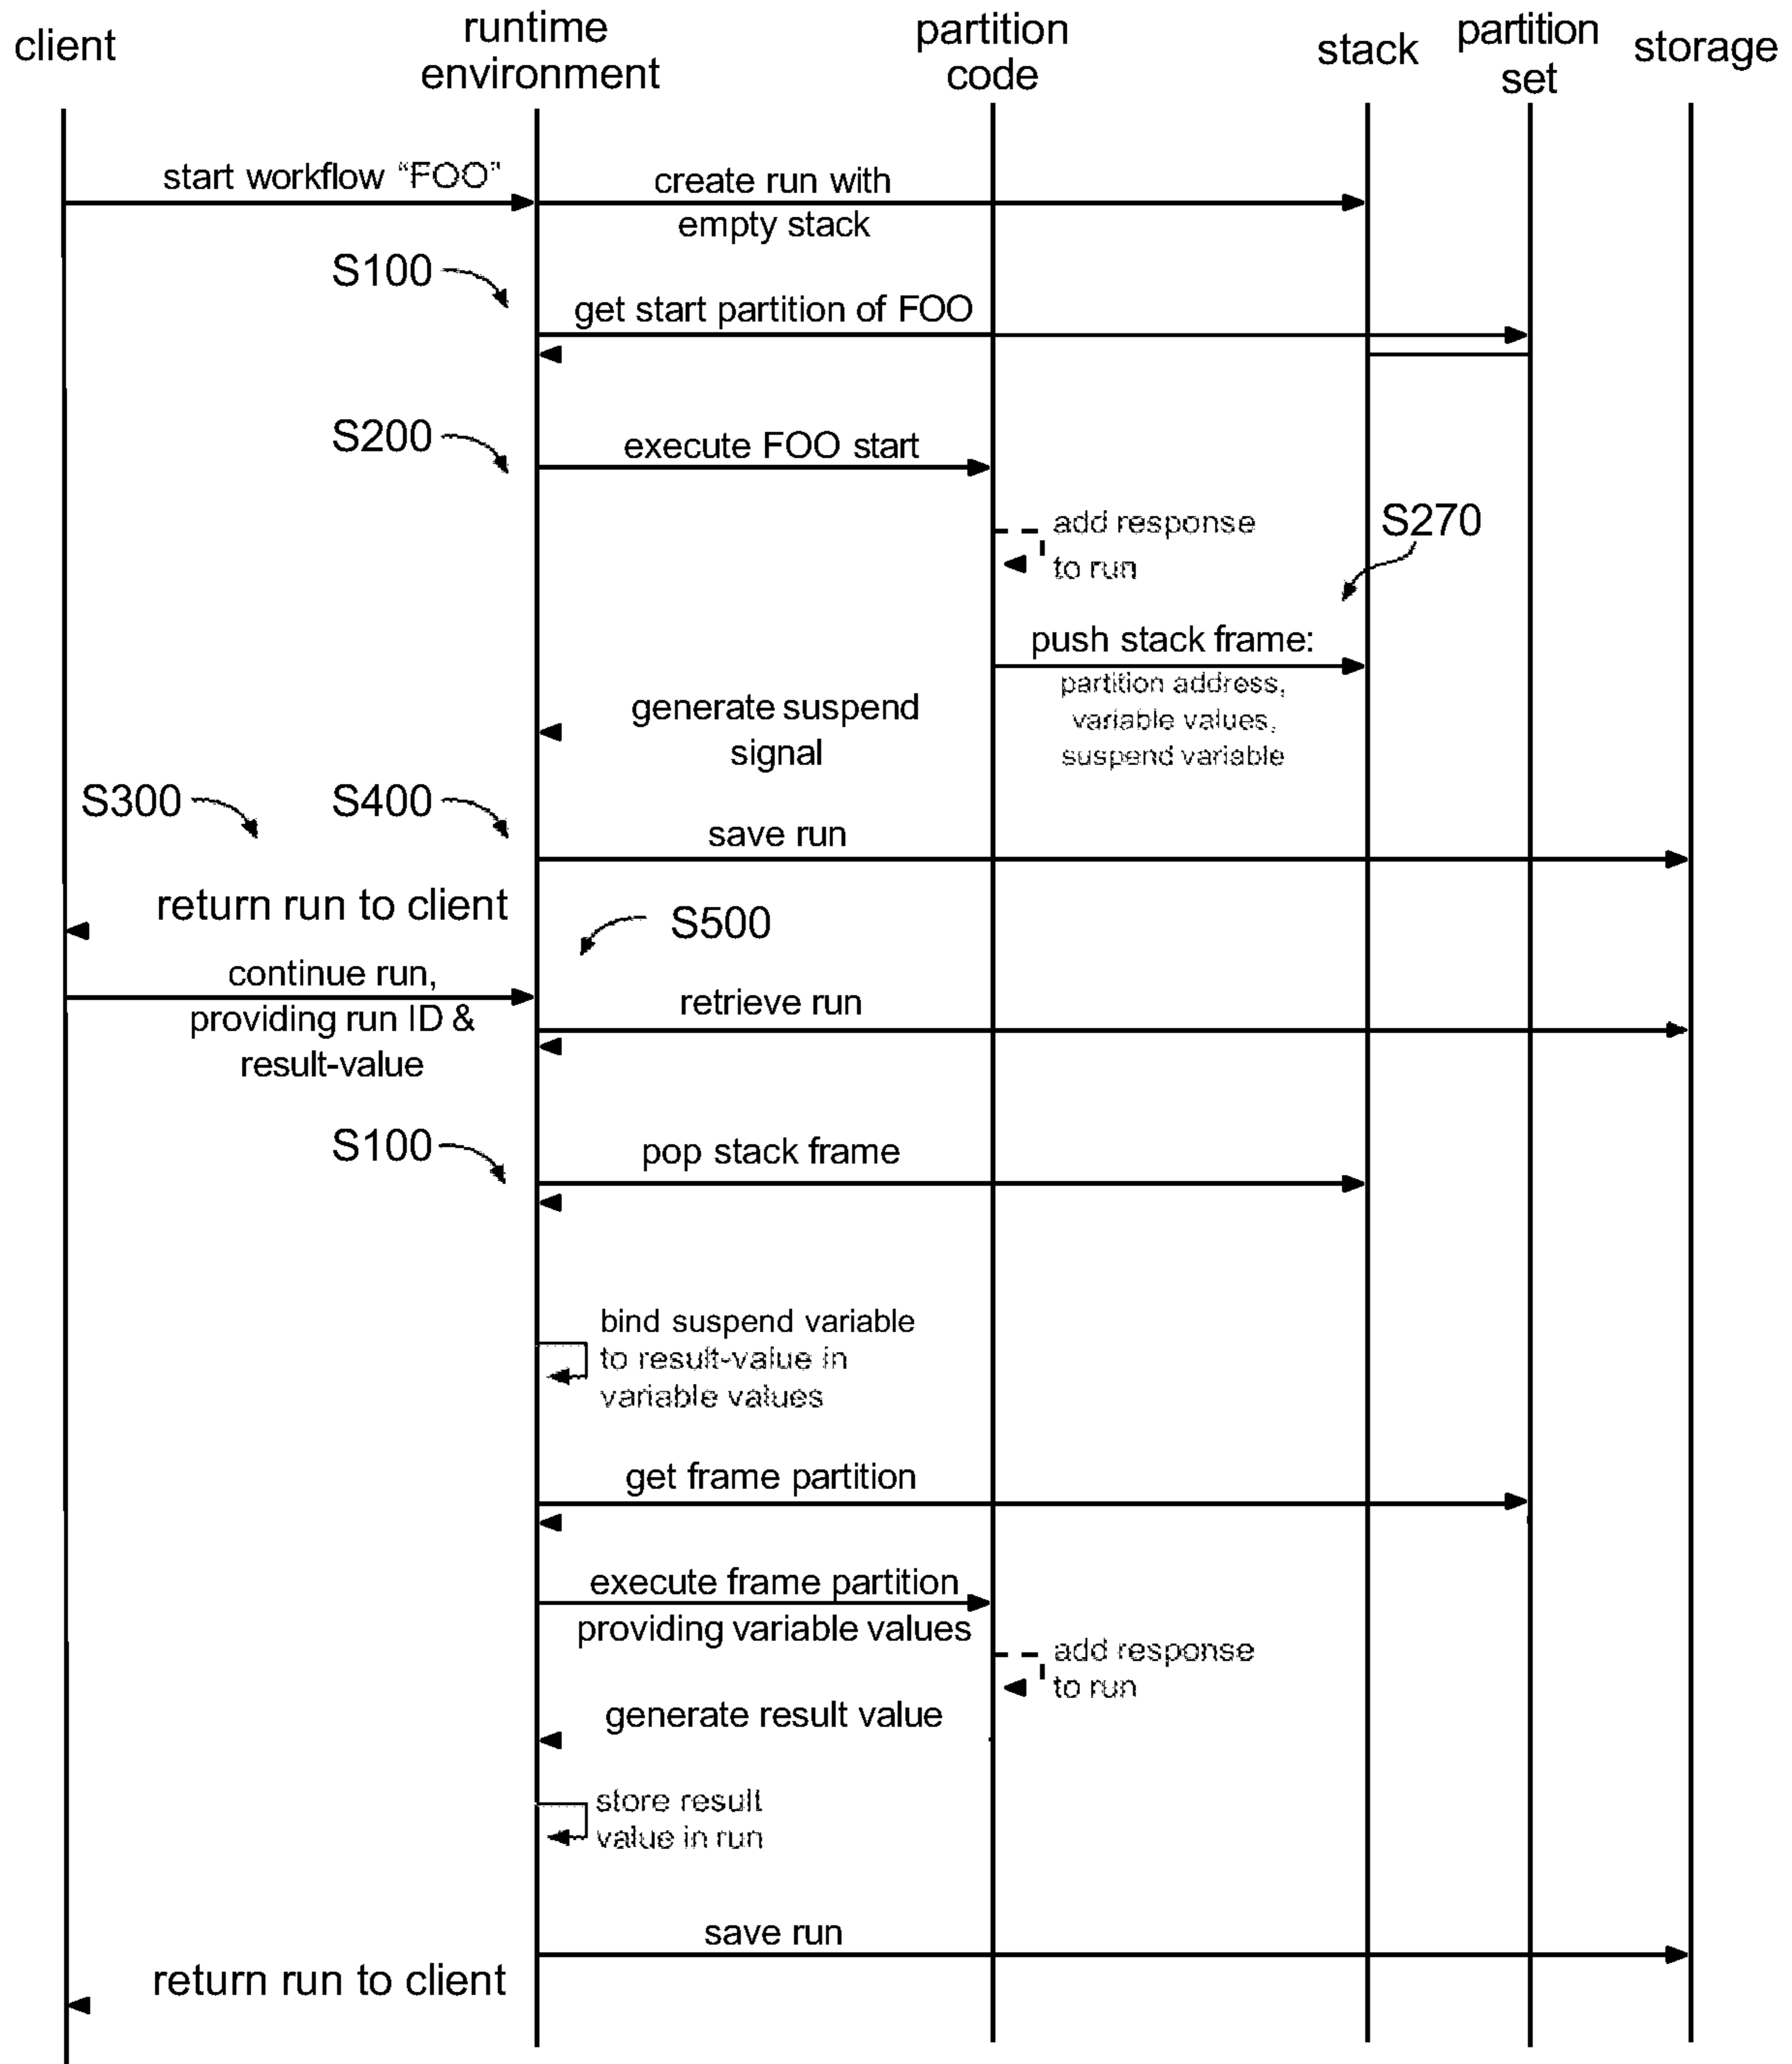 client
runtime
environment
partition
code
stack
partition
set
storage
start workflow “FOO”
create run with
empty stack
S100
get start partition of FOO
S200
execute FOO start
add response
to run
S270
push stack frame:
partition address,
variable values,
suspend variable
generate suspend
signal
S300
S400
save run
return run to client
S500
continue run,
providing run ID &
result-value
retrieve run
S100
pop stack frame
bind suspend variable
to result-value in
variable values
get frame partition
execute frame partition
providing variable values
add response
to run
generate result value
store result
value in run
save run
return run to client